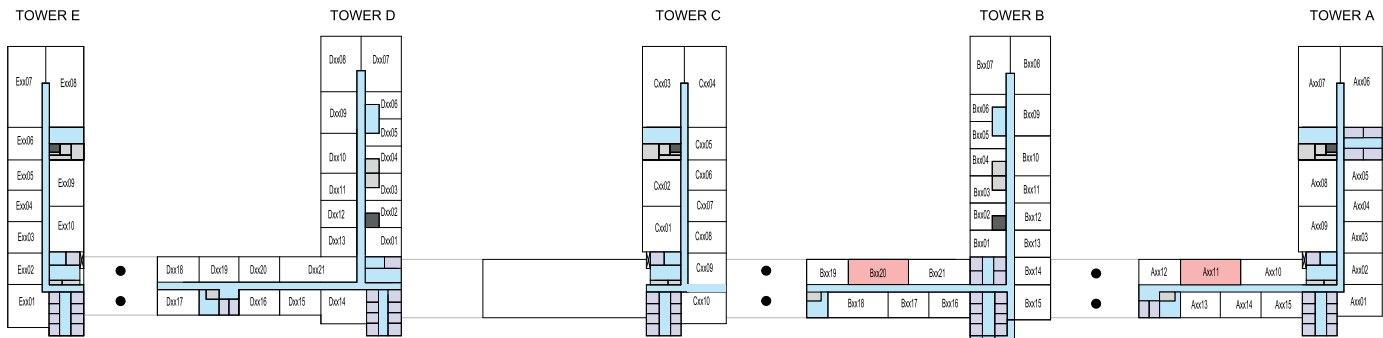 TOWER E
TOWER D
TOWER C
TOWER B
TOWER A
Exx07
Exx08
Exx06
Exx05
Exx09
Exx04
Exx03
Exx10
Exx02
Exx01
Dxx08
Dxx07
Dxx09
Dxx06
Dxx05
Dxx10
Dxx04
Dxx11
Dxx03
Dxx12
Dxx02
Dxx13
Dxx01
Dxx18
Dxx19
Dxx20
Dxx21
Dxx17
Dxx16
Dxx15
Dxx14
Cxx03
Cxx04
Cxx05
Cxx02
Cxx06
Cxx07
Cxx01
Cxx08
Cxx09
Cxx10
Bxx07
Bxx08
Bxx06
Bxx09
Bxx05
Bxx04
Bxx10
Bxx03
Bxx11
Bxx02
Bxx12
Bxx01
Bxx13
Bxx19
Bxx20
Bxx21
Bxx14
Bxx18
Bxx17
Bxx16
Bxx15
Axx07
Axx06
Axx08
Axx05
Axx04
Axx09
Axx03
Axx12
Axx11
Axx10
Axx02
Axx13
Axx14
Axx15
Axx01